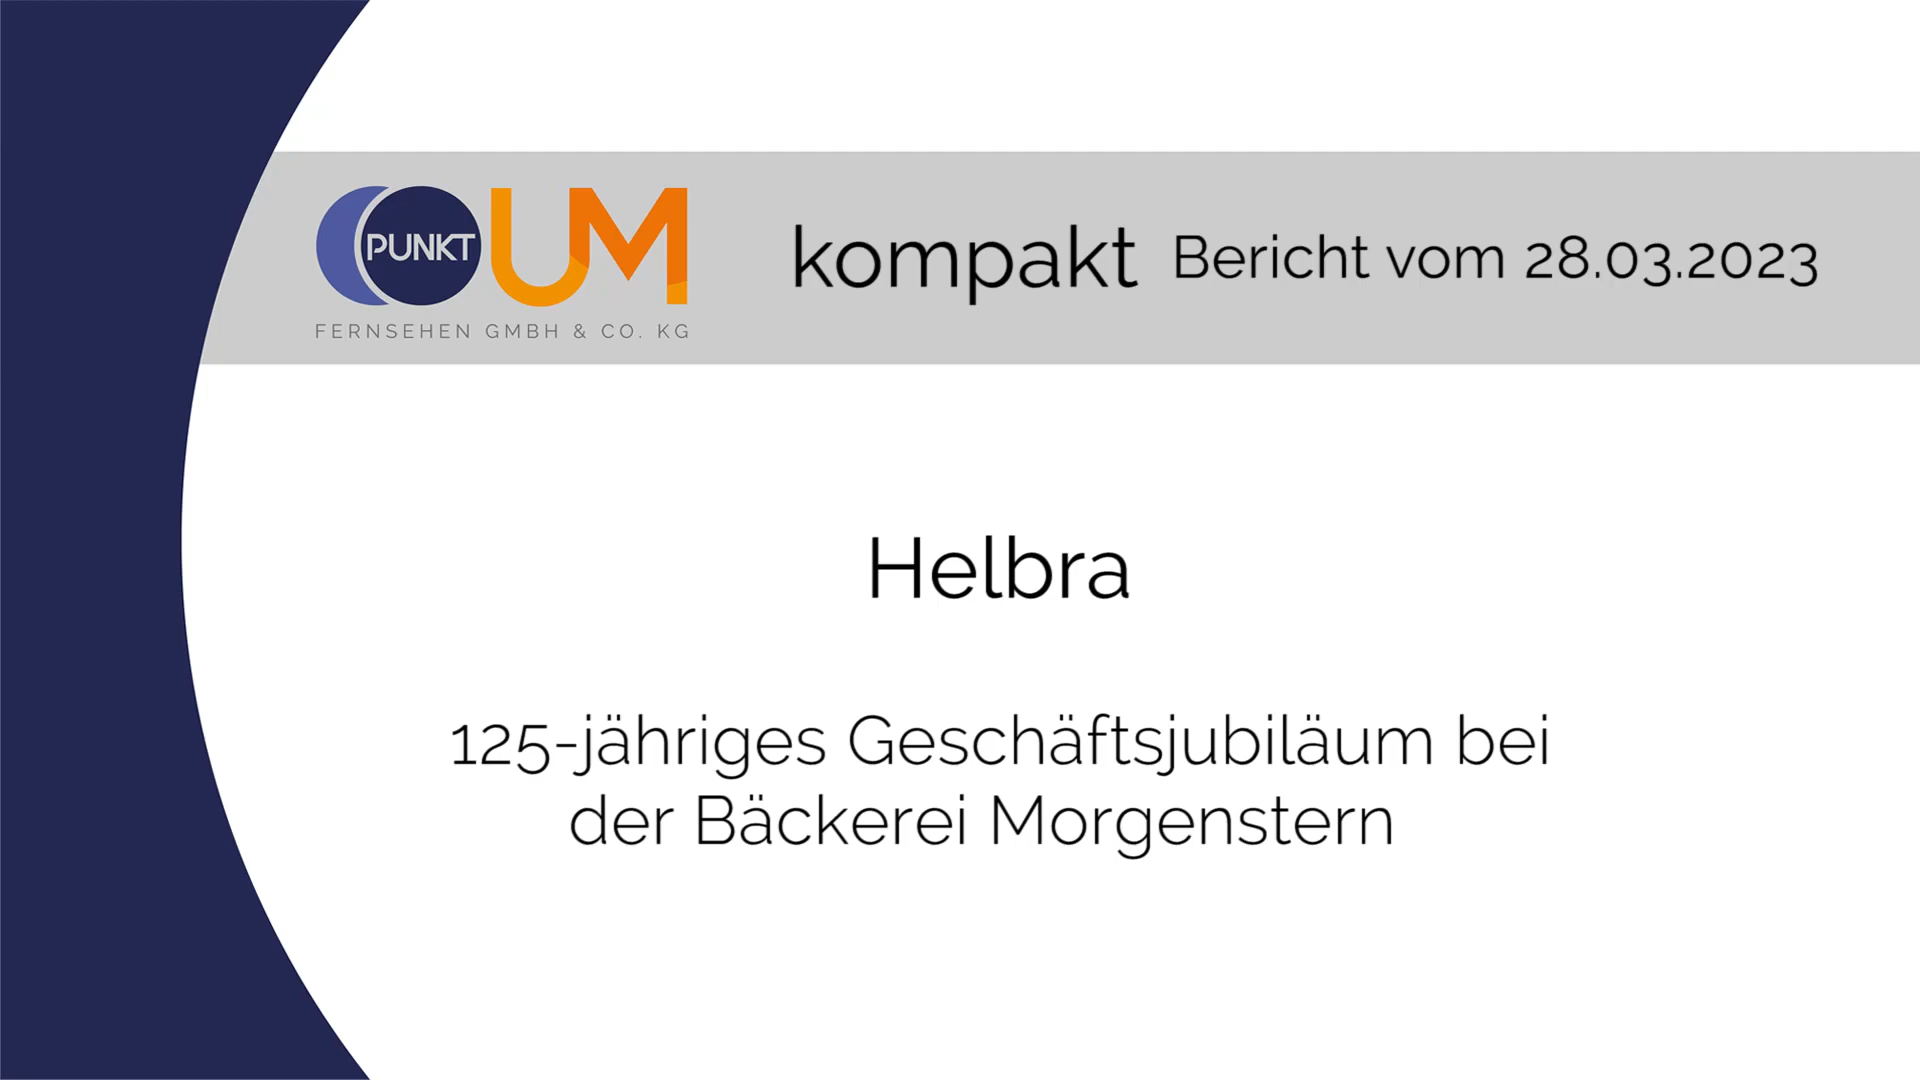 PUNKT UM
FERNSEHEN GMBH & CO. KG
kompakt Bericht vom 28.03.2023
Helbra
125-jähriges Geschäftsjubiläum bei
der Bäckerei Morgenstern